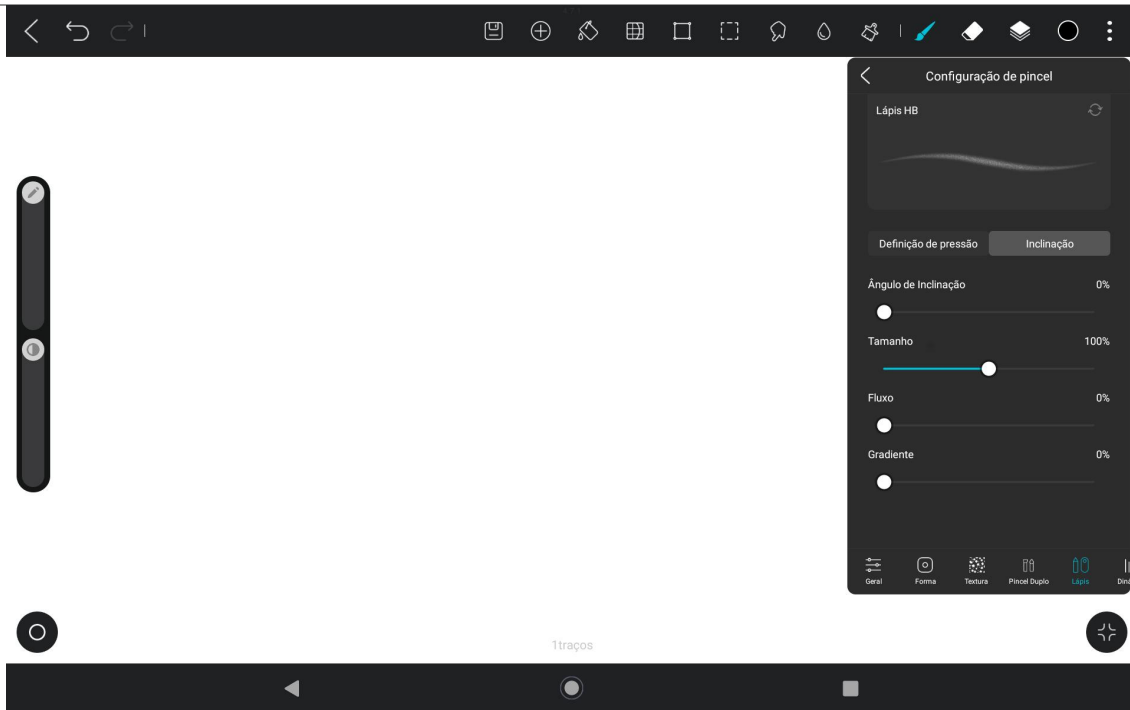 Configuração de pincel
Lápis HB
Definição de pressão
Inclinação
Ângulo de Inclinação 0%
Tamanho 100%
Fluxo 0%
Gradiente 0%
Geral Forma Textura Pincel Duplo Lápis Diná
1traços